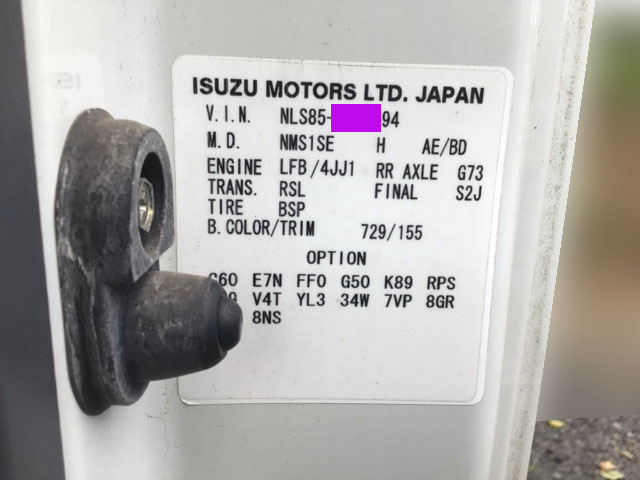 ISUZU MOTORS LTD. JAPAN
V.I.N. NLS85- 94
M.D. NMS1SE H AE/BD
ENGINE LFB/4JJ1 RR AXLE G73
TRANS. RSL FINAL S2J
TIRE BSP
B.COLOR/TRIM 729/155
OPTION
E7N FF0 G50 K89 RPS
V4T YL3 34W 7VP 8GR
8NS